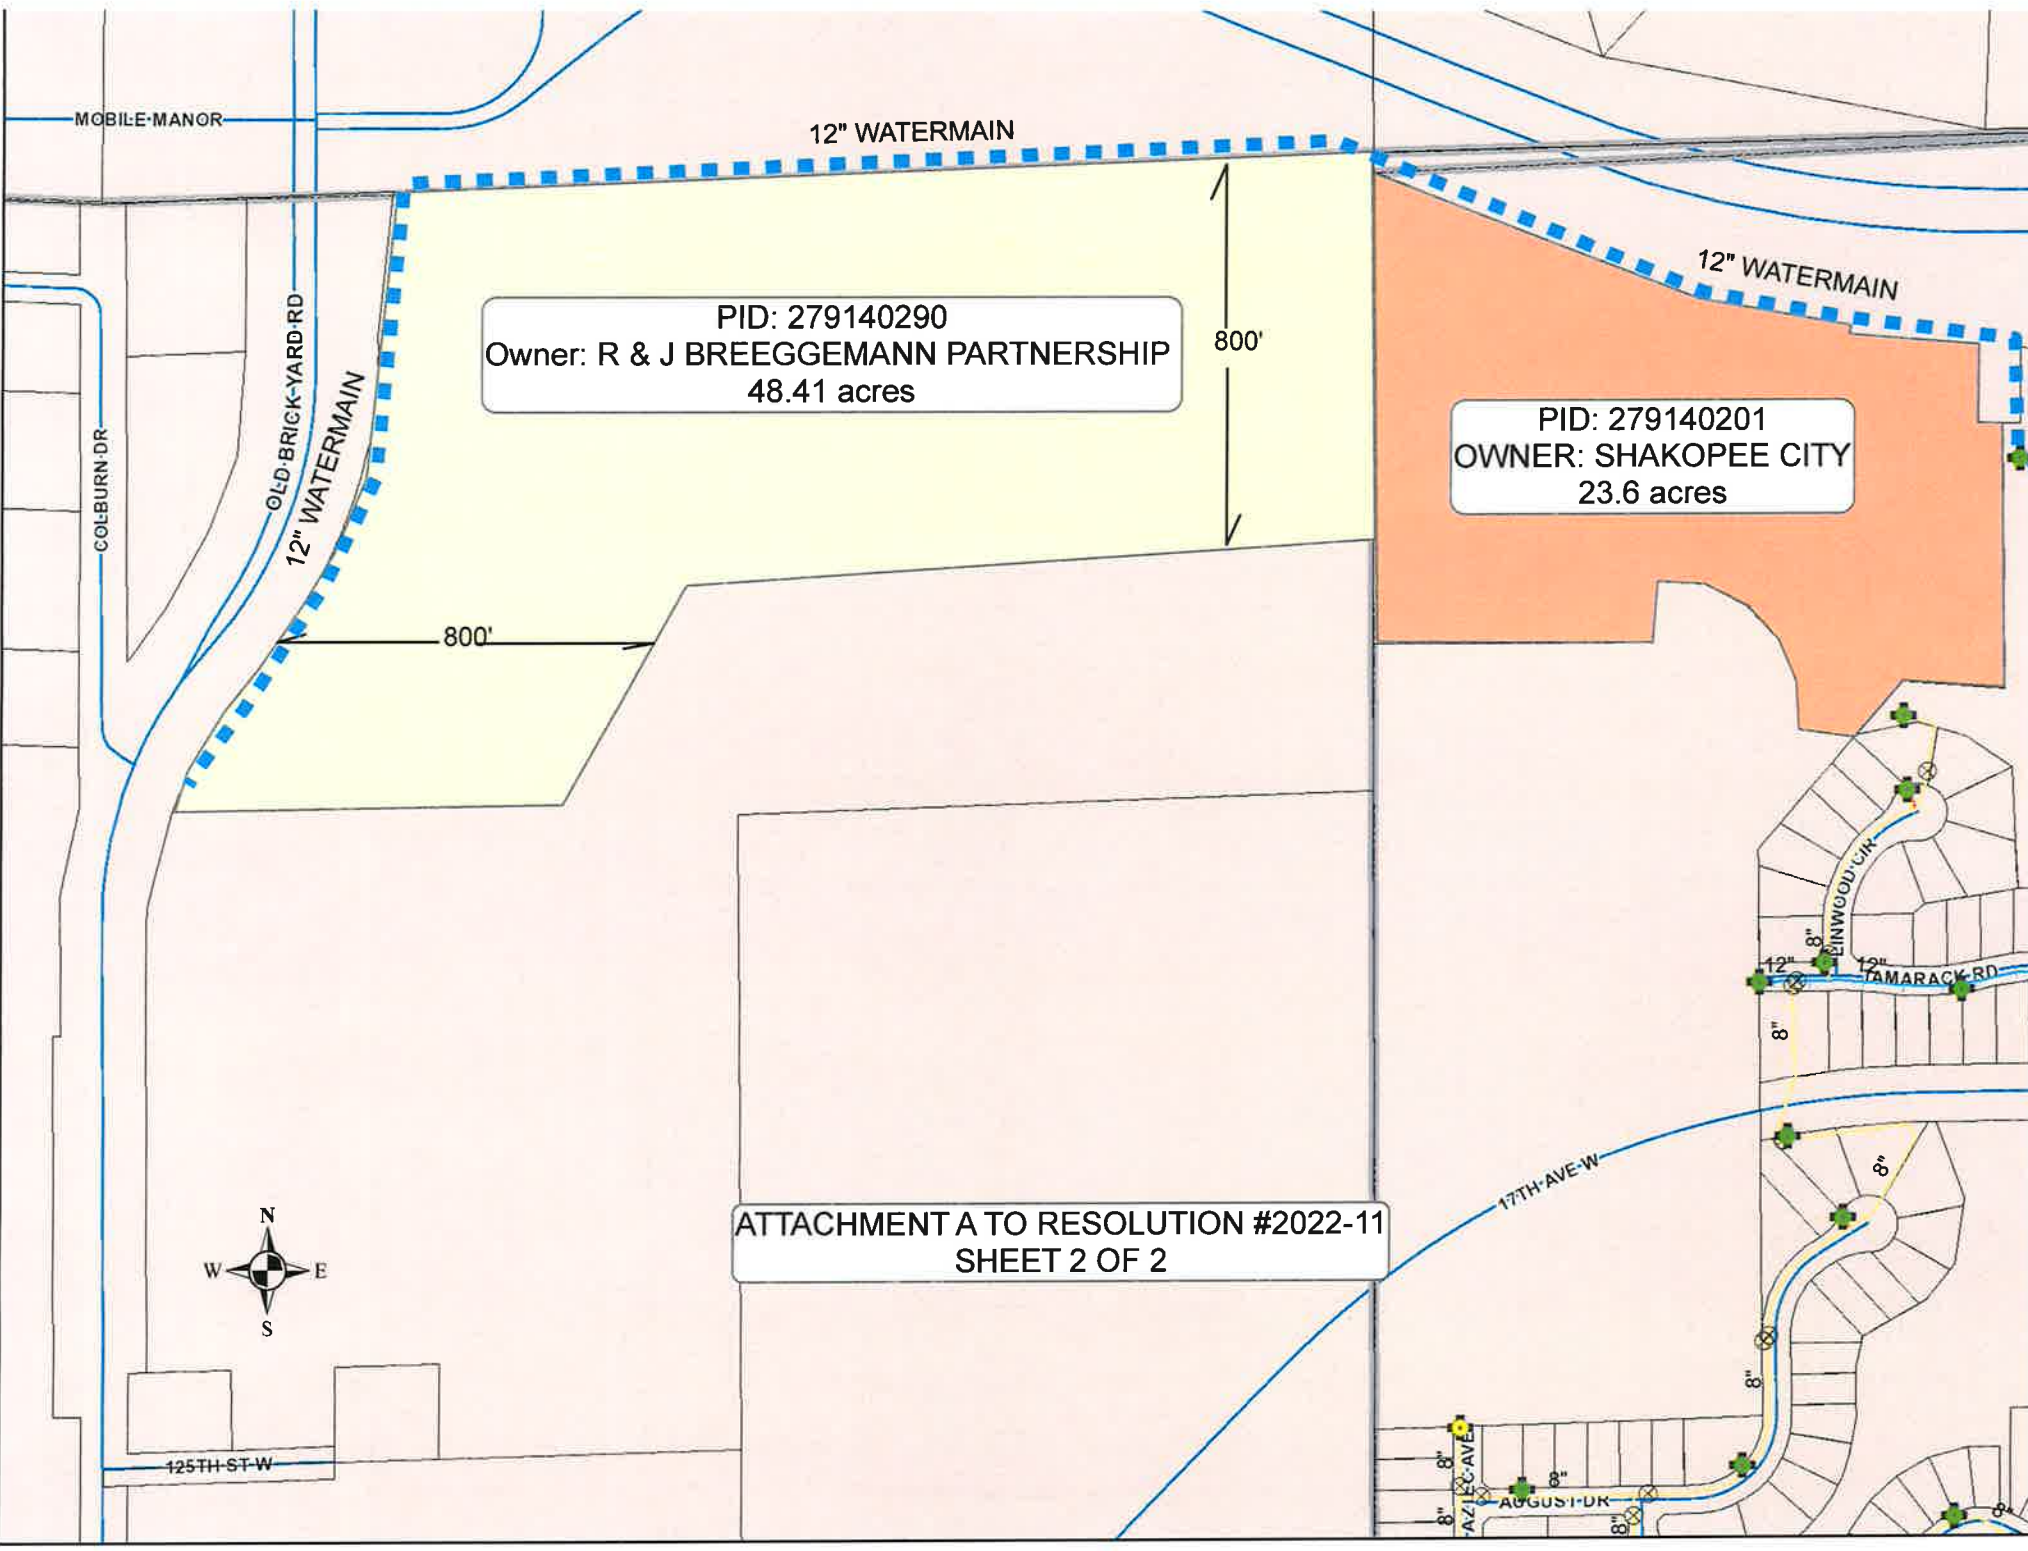 MOBILE MANOR
12" WATERMAIN
12" WATERMAIN
PID: 279140290
Owner: R & J BREEGGEMANN PARTNERSHIP
48.41 acres
800'
OLD BRICK YARD RD
12" WATERMAIN
COLBURN DR
PID: 279140201
OWNER: SHAKOPEE CITY
23.6 acres
800'
LINWOOD CIR
8"
12"
12"
TAMARACK RD
8"
17TH AVE W
8"
ATTACHMENT A TO RESOLUTION #2022-11
SHEET 2 OF 2
N
W
E
S
8"
125TH ST W
8"
AZTEC AVE
8"
AUGUST DR
8"
8"
8"